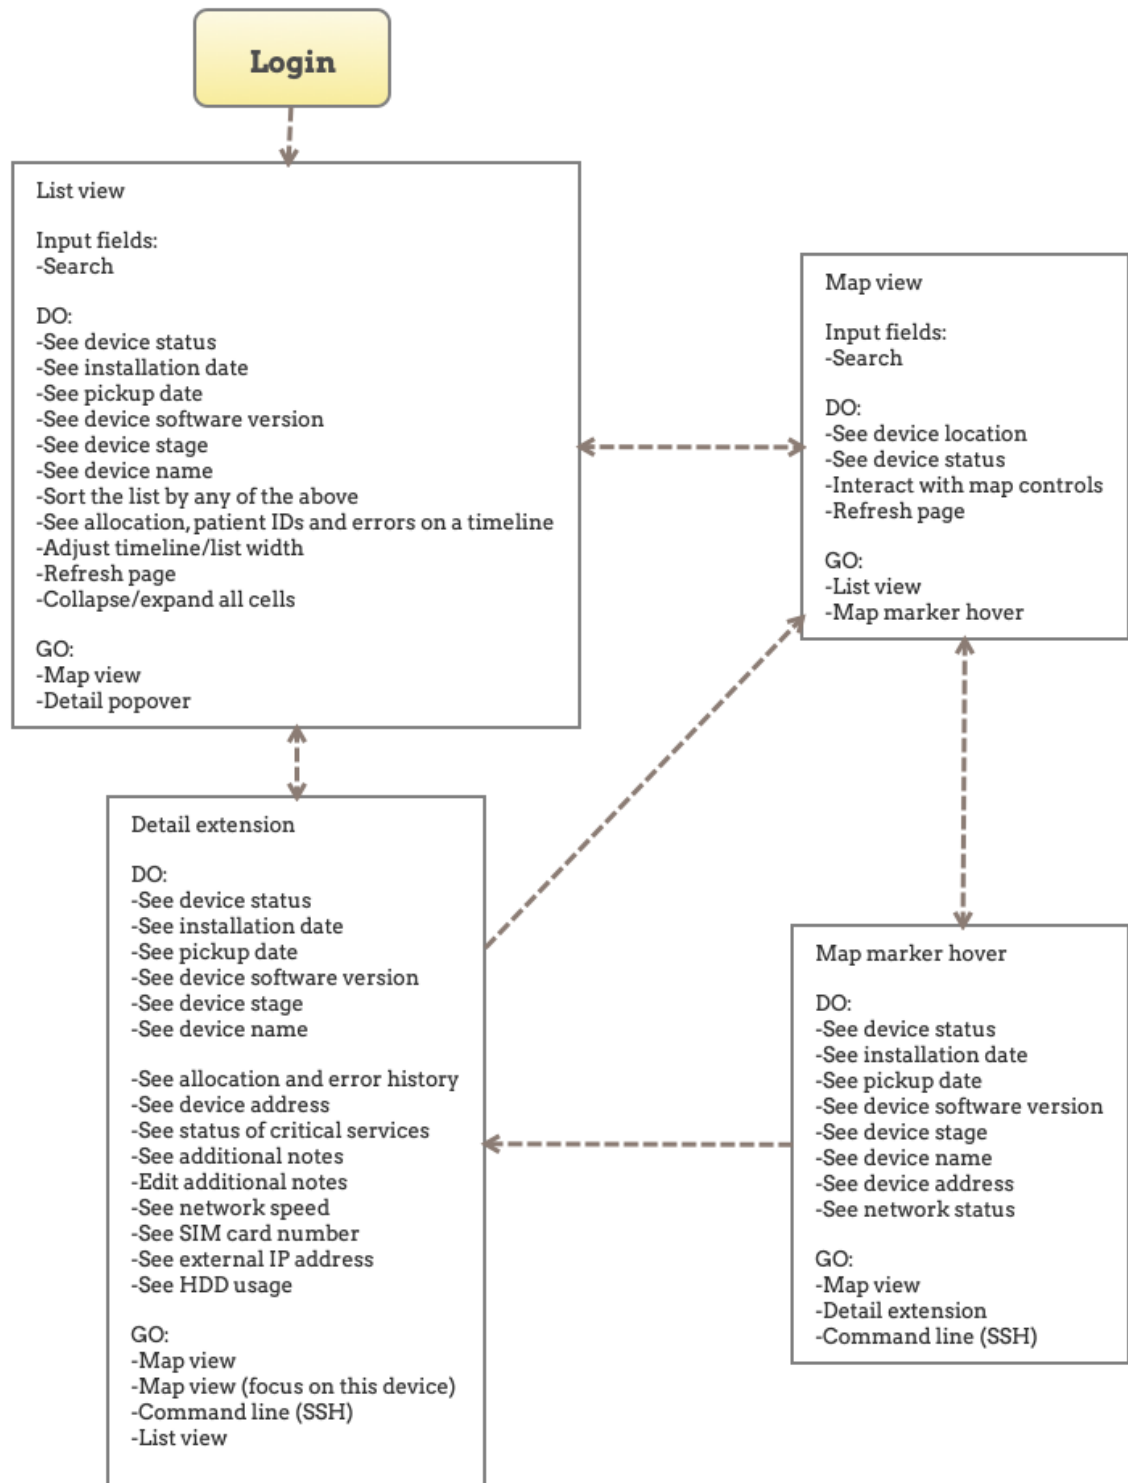 Login
List view
Input fields:
-Search
DO:
-See device status
-See installation date
-See pickup date
-See device software version
-See device stage
-See device name
-Sort the list by any of the above
-See allocation, patient IDs and errors on a timeline
-Adjust timeline/list width
-Refresh page
-Collapse/expand all cells
GO:
-Map view
-Detail popover
Map view
Input fields:
-Search
DO:
-See device location
-See device status
-Interact with map controls
-Refresh page
GO:
-List view
-Map marker hover
Detail extension
DO:
-See device status
-See installation date
-See pickup date
-See device software version
-See device stage
-See device name
-See allocation and error history
-See device address
-See status of critical services
-See additional notes
-Edit additional notes
-See network speed
-See SIM card number
-See external IP address
-See HDD usage
GO:
-Map view
-Map view (focus on this device)
-Command line (SSH)
-List view
Map marker hover
DO:
-See device status
-See installation date
-See pickup date
-See device software version
-See device stage
-See device name
-See device address
-See network status
GO:
-Map view
-Detail extension
-Command line (SSH)